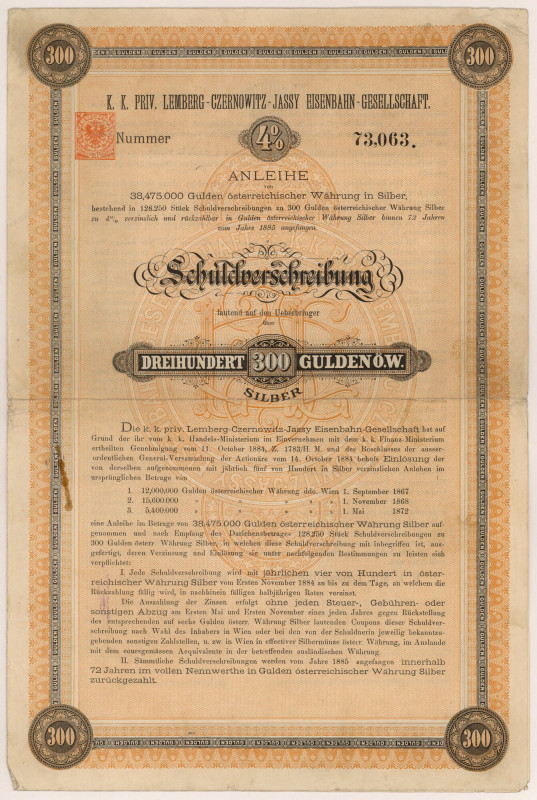 300
300
K. K. PRIV. LEMBERG-CZERNOWITZ-JASSY EISENBAHN-GESELLSCHAFT.
Nummer
4%
73,063.
ANLEIHE
von
38,475.000 Gulden österreichischer Währung in Silber,
bestehend in 128.250 Stück Schuldverschreibungen zu 300 Gulden österreichischer Währung Silber
zu 4% verzinslich und rückzahlbar in Gulden österreichischer Währung Silber binnen 72 Jahren
vom Jahre 1885 angefangen.
Schuldverschreibung
lautend auf den Ueberbringer
über
DREIHUNDERT 300 GULDEN Ö.W.
SILBER
Die k. k. priv. Lemberg-Czernowitz-Jassy Eisenbahn-Gesellschaft hat auf
Grund der ihr vom k. k. Handels-Ministerium im Einvernehmen mit dem k. k. Finanz-Ministerium
ertheilten Genehmigung vom 11. October 1884, Z. 1783/H M. und des Beschlusses der ausser-
ordentlichen General-Versammlung der Actionäre vom 14. October 1884 behufs Einlösung der
von derselben aufgenommenen mit jährlich fünf von Hundert in Silber verzinslichen Anlehen im
ursprünglichen Betrage von
1. 12,000,000 Gulden österreichischer Währung ddo. Wien 1. September 1867
2. 15,600.000 " " " " " 1. November 1868
3. 5,400.000 " " " " " 1. Mai 1872
eine Anleihe im Betrage von 38,475.000 Gulden österreichischer Währung Silber auf-
genommen und nach Empfang des Darlehensbetrages 128,250 Stück Schuldverschreibungen zu
300 Gulden österr. Währung Silber, in welchen diese Schuldverschreibung mit inbegriffen ist, aus-
gefertigt, deren Verzinsung und Einlösung sie unter nachfolgenden Bestimmungen zu leisten sich
verpflichtet:
I. Jede Schuldverschreibung wird mit jährlichen vier von Hundert in öster-
reichischer Währung Silber vom Ersten November 1884 an bis zu dem Tage, an welchem die
Rückzahlung fällig wird, in nachhinein fälligen halbjährigen Raten verzinst.
Die Auszahlung der Zinsen erfolgt ohne jeden Steuer-, Gebühren- oder
sonstigen Abzug am Ersten Mai und Ersten November eines jeden Jahres gegen Rückstellung
des entsprechenden auf sechs Gulden österr. Währung Silber lautenden Coupons dieser Schuldver-
schreibung nach Wahl des Inhabers in Wien oder bei den von der Schuldnerin jeweilig bekanntzu-
gebenden sonstigen Zahlstellen, u. zw. in Wien in effectiver Silbermünze österr. Währung, im Auslande
mit dem coursgemässen Aequivalente in der betreffenden ausländischen Währung.
II. Sämmtliche Schuldverschreibungen werden vom Jahre 1885 angefangen innerhalb
72 Jahren im vollen Nennwerthe in Gulden österreichischer Währung Silber
zurückgezahlt.
300
300